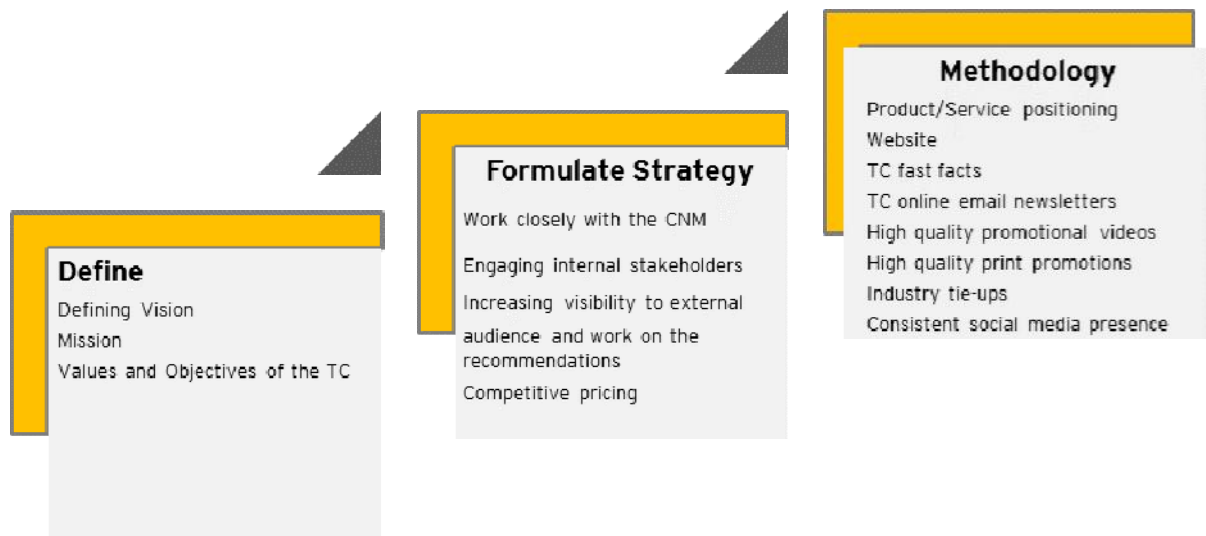 Define
Defining Vision
Mission
Values and Objectives of the TC
Formulate Strategy
Work closely with the CNM
Engaging internal stakeholders
Increasing visibility to external
audience and work on the
recommendations
Competitive pricing
Methodology
Product/Service positioning
Website
TC fast facts
TC online email newsletters
High quality promotional videos
High quality print promotions
Industry tie-ups
Consistent social media presence